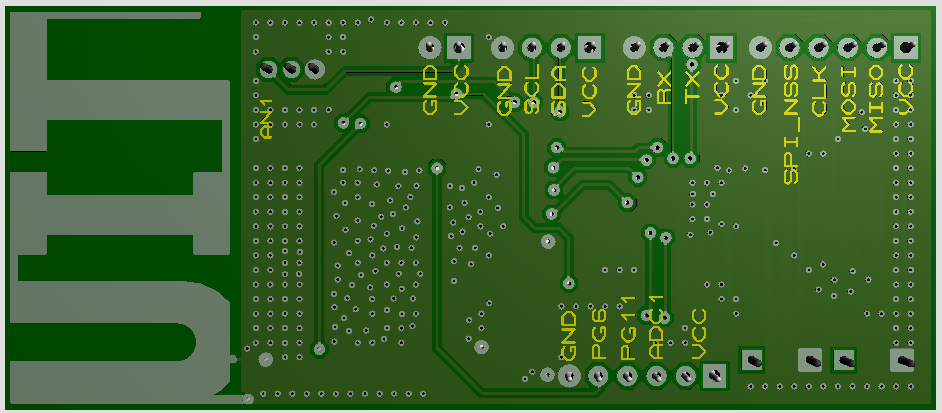 GND
VCC
GND
SCL
SDA
VCC
GND
RX
TX
VCC
GND
SPI_NSS
CLK
MOSI
MISO
VCC
AN1
GND
PG6
PG11
ADC1
VCC